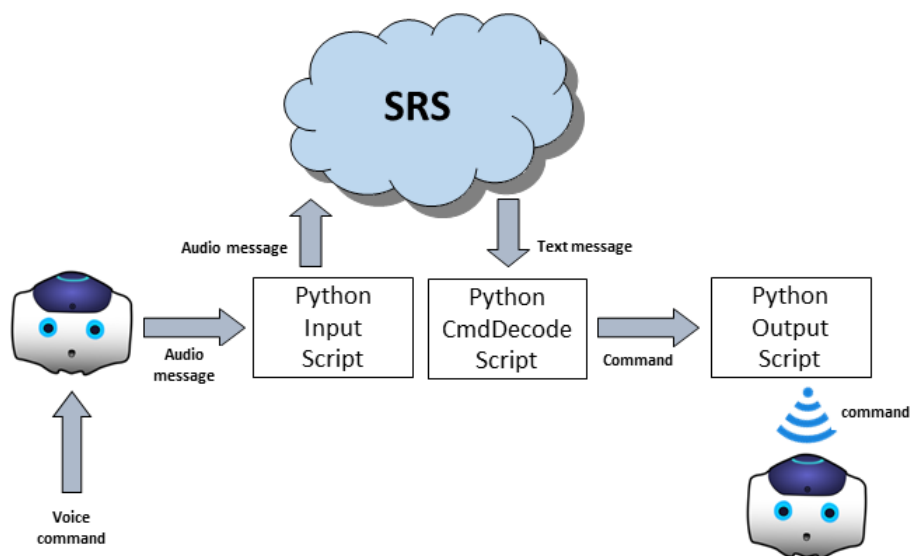 SRS
Audio message
Text message
Python
Input
Script
Python
CmdDecode
Script
Python
Output
Script
Audio
message
Command
command
Voice
command